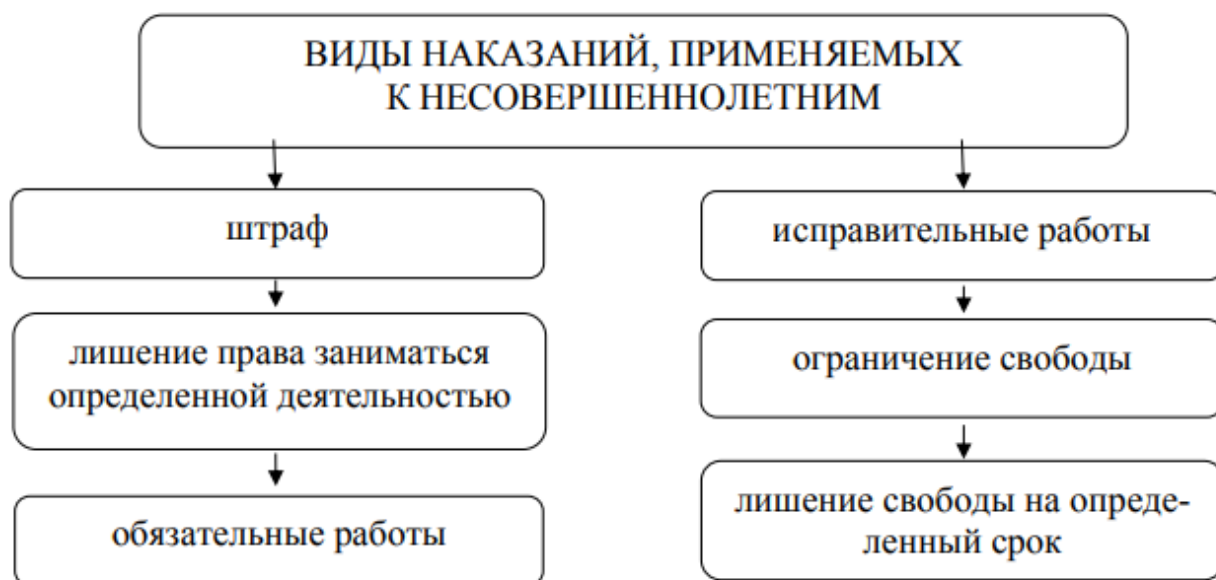 ВИДЫ НАКАЗАНИЙ, ПРИМЕНЯЕМЫХ
К НЕСОВЕРШЕННОЛЕТНИМ
штраф
лишение права заниматься
определенной деятельностью
обязательные работы
исправительные работы
ограничение свободы
лишение свободы на опреде-
ленный срок